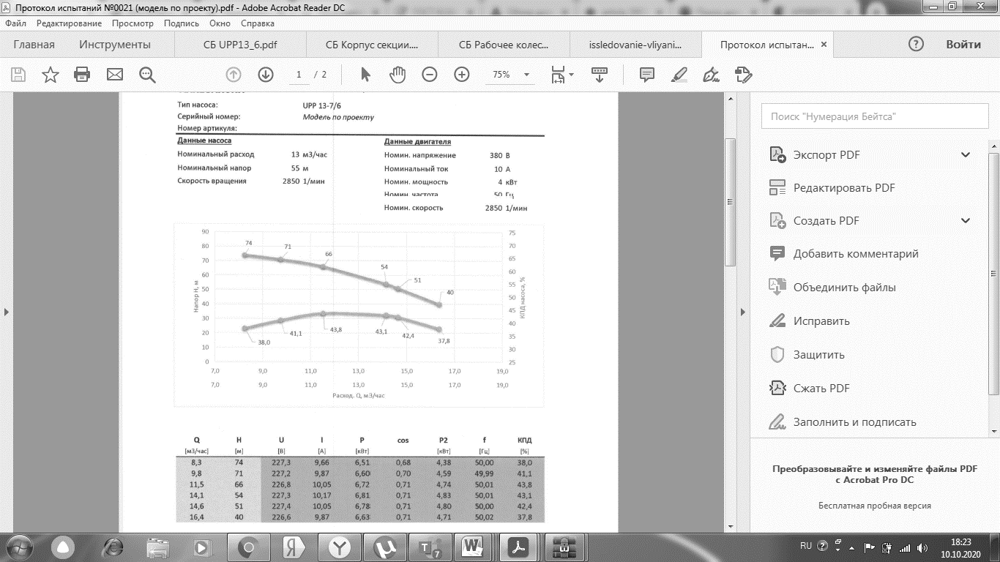 Протокол испытаний №0021 (модель по проекту).pdf - Adobe Acrobat Reader DC
Файл Редактирование Просмотр Подпись Окно Справка
Главная Инструменты СБ UPP13_6.pdf СБ Корпус секции.... СБ Рабочее колес... issledovanie-vliyani... Протокол испытан... × ? Войти
1 / 2 75%
Тип насоса: UPP 13-7/6
Серийный номер: Модель по проекту
Номер артикула:
Данные насоса Данные двигателя
Номинальный расход 13 м3/час Номин. напряжение 380 В
Номинальный напор 55 м Номинальный ток 10 А
Скорость вращения 2850 1/мин Номин. мощность 4 кВт
Номин. частота 50 Гц
Номин. скорость 2850 1/мин
90 80 70 60 50 40 30 20 10 0
Напор Н, м
75 70 65 60 55 50 45 40 35 30 25
КПД насоса, %
74 71 66 54 51 40
38,0 41,1 43,8 43,1 42,4 37,8
7,0 9,0 11,0 13,0 15,0 17,0 19,0
7,0 9,0 11,0 13,0 15,0 17,0 19,0
Расход. Q, м3/час
Q H U I P cos P2 f КПД
[м3/час] [м] [В] [А] [кВт] [кВт] [Гц] [%]
8,3 74 227,3 9,66 6,51 0,68 4,38 50,00 38,0
9,8 71 227,2 9,87 6,60 0,70 4,59 49,99 41,1
11,5 66 226,8 10,05 6,72 0,71 4,74 50,01 43,8
14,1 54 227,3 10,17 6,81 0,71 4,83 50,01 43,1
14,6 51 227,4 10,05 6,78 0,71 4,80 50,00 42,4
16,4 40 226,6 9,87 6,63 0,71 4,71 50,02 37,8
Поиск "Нумерация Бейтса"
Экспорт PDF
Редактировать PDF
Создать PDF
Добавить комментарий
Объединить файлы
Исправить
Защитить
Сжать PDF
Заполнить и подписать
Преобразовывайте и изменяйте файлы PDF
с Acrobat Pro DC
Бесплатная пробная версия
RU 18:23
10.10.2020